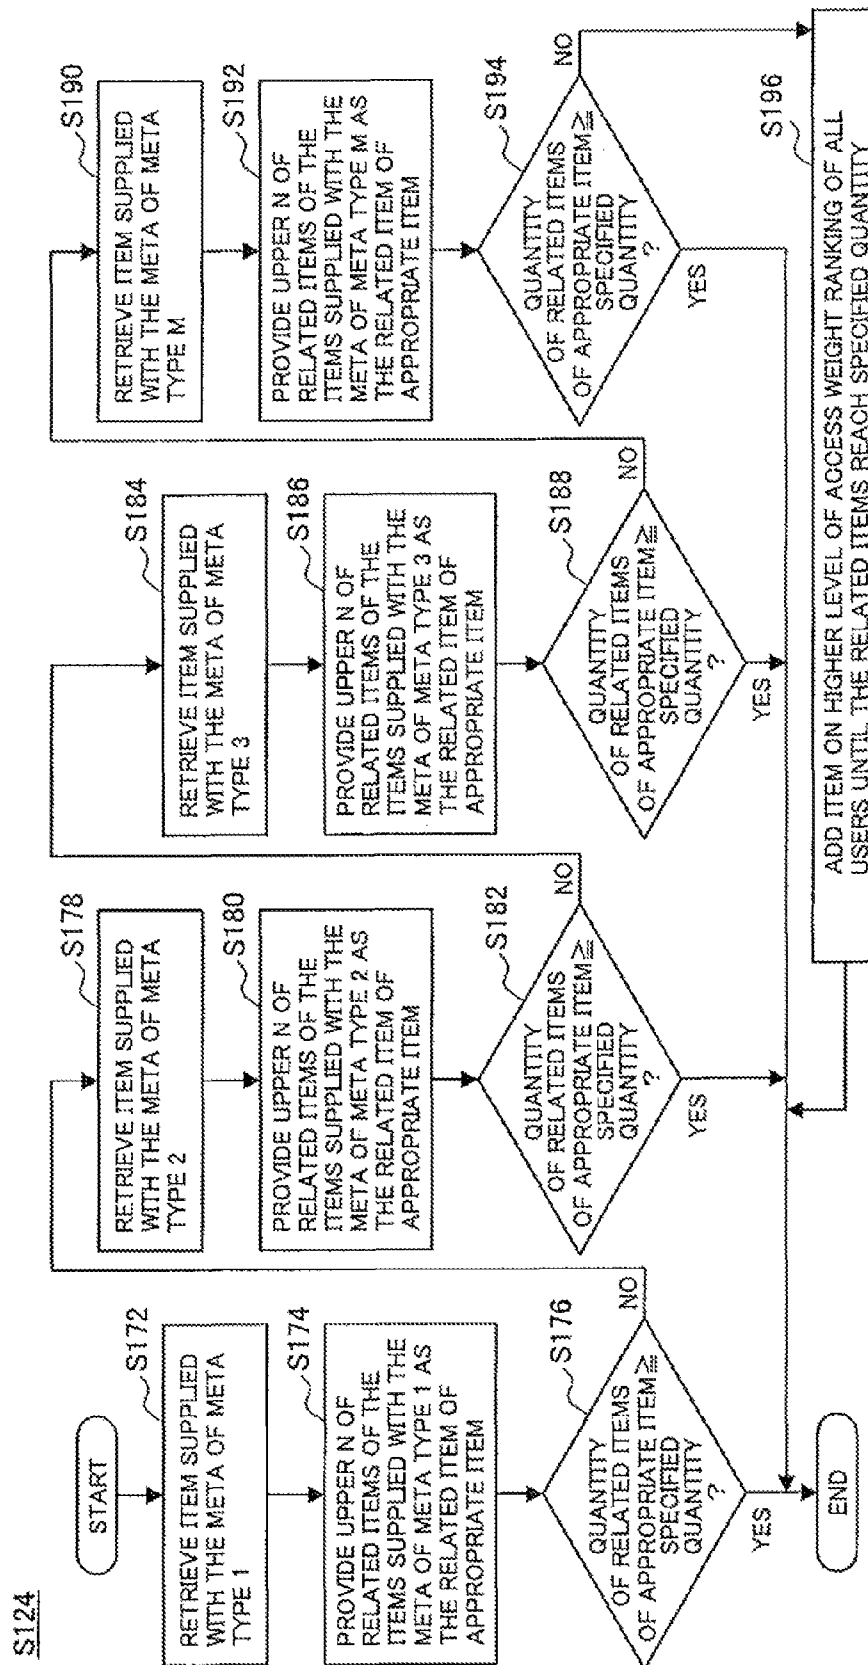 S124
START
S172
RETRIEVE ITEM SUPPLIED
WITH THE META OF META
TYPE 1
S174
PROVIDE UPPER N OF
RELATED ITEMS OF THE
ITEMS SUPPLIED WITH THE
META OF META TYPE 1 AS
THE RELATED ITEM OF
APPROPRIATE ITEM
S176
QUANTITY
OF RELATED ITEMS
OF APPROPRIATE ITEM≧
SPECIFIED
QUANTITY
?
NO
YES
END
S178
RETRIEVE ITEM SUPPLIED
WITH THE META OF META
TYPE 2
S180
PROVIDE UPPER N OF
RELATED ITEMS OF THE
ITEMS SUPPLIED WITH THE
META OF META TYPE 2 AS
THE RELATED ITEM OF
APPROPRIATE ITEM
S182
QUANTITY
OF RELATED ITEMS
OF APPROPRIATE ITEM≧
SPECIFIED
QUANTITY
?
NO
YES
S184
RETRIEVE ITEM SUPPLIED
WITH THE META OF META
TYPE 3
S186
PROVIDE UPPER N OF
RELATED ITEMS OF THE
ITEMS SUPPLIED WITH THE
META OF META TYPE 3 AS
THE RELATED ITEM OF
APPROPRIATE ITEM
S188
QUANTITY
OF RELATED ITEMS
OF APPROPRIATE ITEM≧
SPECIFIED
QUANTITY
?
NO
YES
S190
RETRIEVE ITEM SUPPLIED
WITH THE META OF META
TYPE M
S192
PROVIDE UPPER N OF
RELATED ITEMS OF THE
ITEMS SUPPLIED WITH THE
META OF META TYPE M AS
THE RELATED ITEM OF
APPROPRIATE ITEM
S194
QUANTITY
OF RELATED ITEMS
OF APPROPRIATE ITEM≧
SPECIFIED
QUANTITY
?
NO
YES
S196
ADD ITEM ON HIGHER LEVEL OF ACCESS WEIGHT RANKING OF ALL
USERS UNTIL THE RELATED ITEMS REACH SPECIFIED QUANTITY